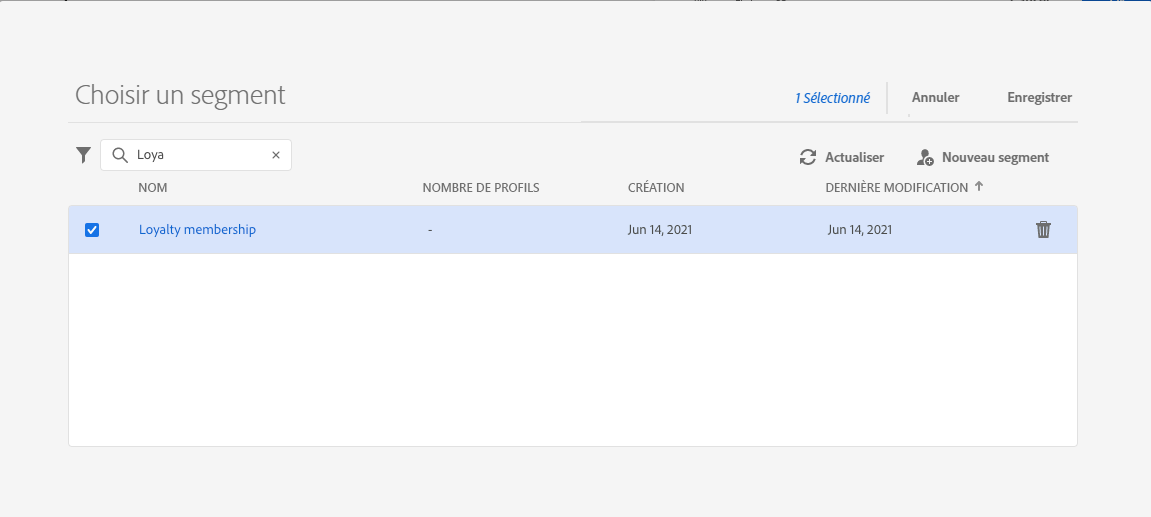 Choisir un segment
1 Sélectionné
Annuler
Enregistrer
Loya
Actualiser
Nouveau segment
NOM
NOMBRE DE PROFILS
CRÉATION
DERNIÈRE MODIFICATION
Loyalty membership
-
Jun 14, 2021
Jun 14, 2021